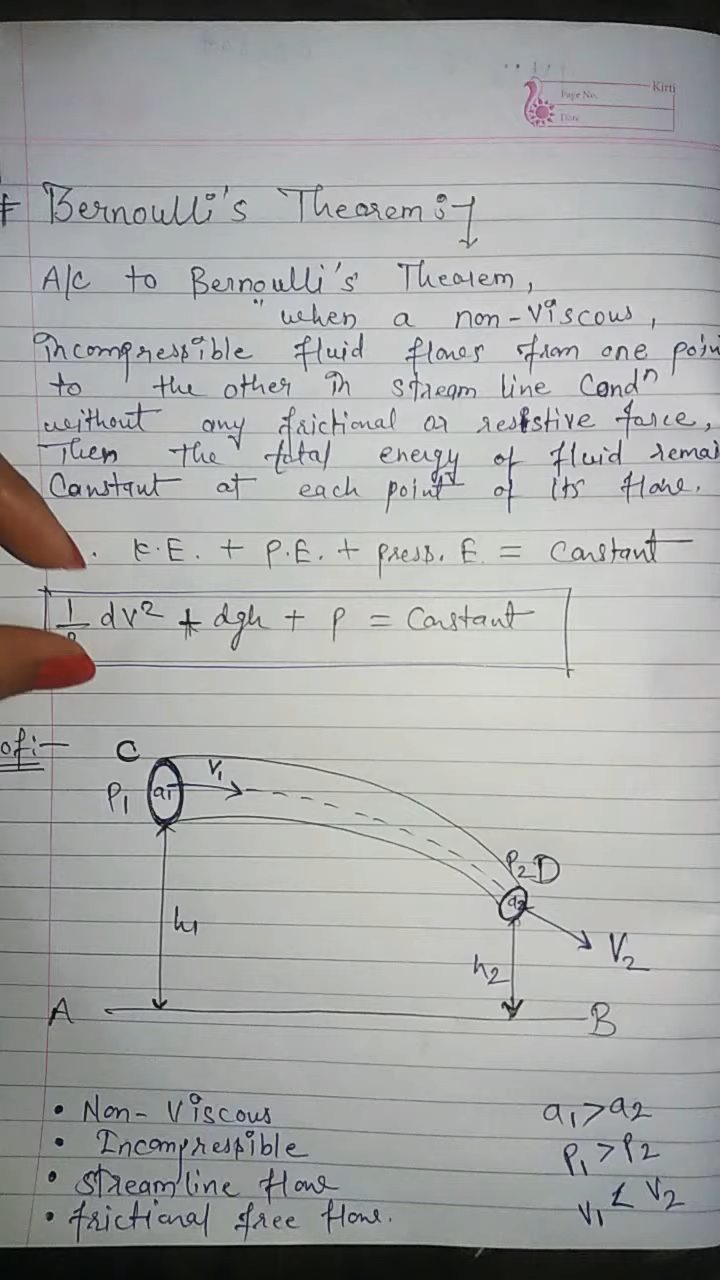 Kirti
Page No.
Date
# Bernoulli's Theorem :-
A/C to Bernoulli's Theorem,
"when a non-Viscous,
incompressible fluid flows from one poin
to the other in stream line Condⁿ
without any frictional or resistive force,
Then the total energy of fluid remai
Constant at each point of its flow.
K.E. + P.E. + press. E. = Constant
1/2 dv² + dgh + P = Constant
of:-
C
P₁ a₁ V₁
P₂ D
a₂
V₂
h₁
h₂
A B
• Non-Viscous a₁ > a₂
• Incompressible P₁ > P₂
• streamline flow V₁ < V₂
• frictional free flow.